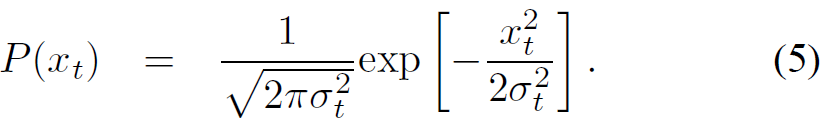 P(x_t) = \frac{1}{\sqrt{2\pi\sigma_t^2}} \exp\left[-\frac{x_t^2}{2\sigma_t^2}\right]. (5)